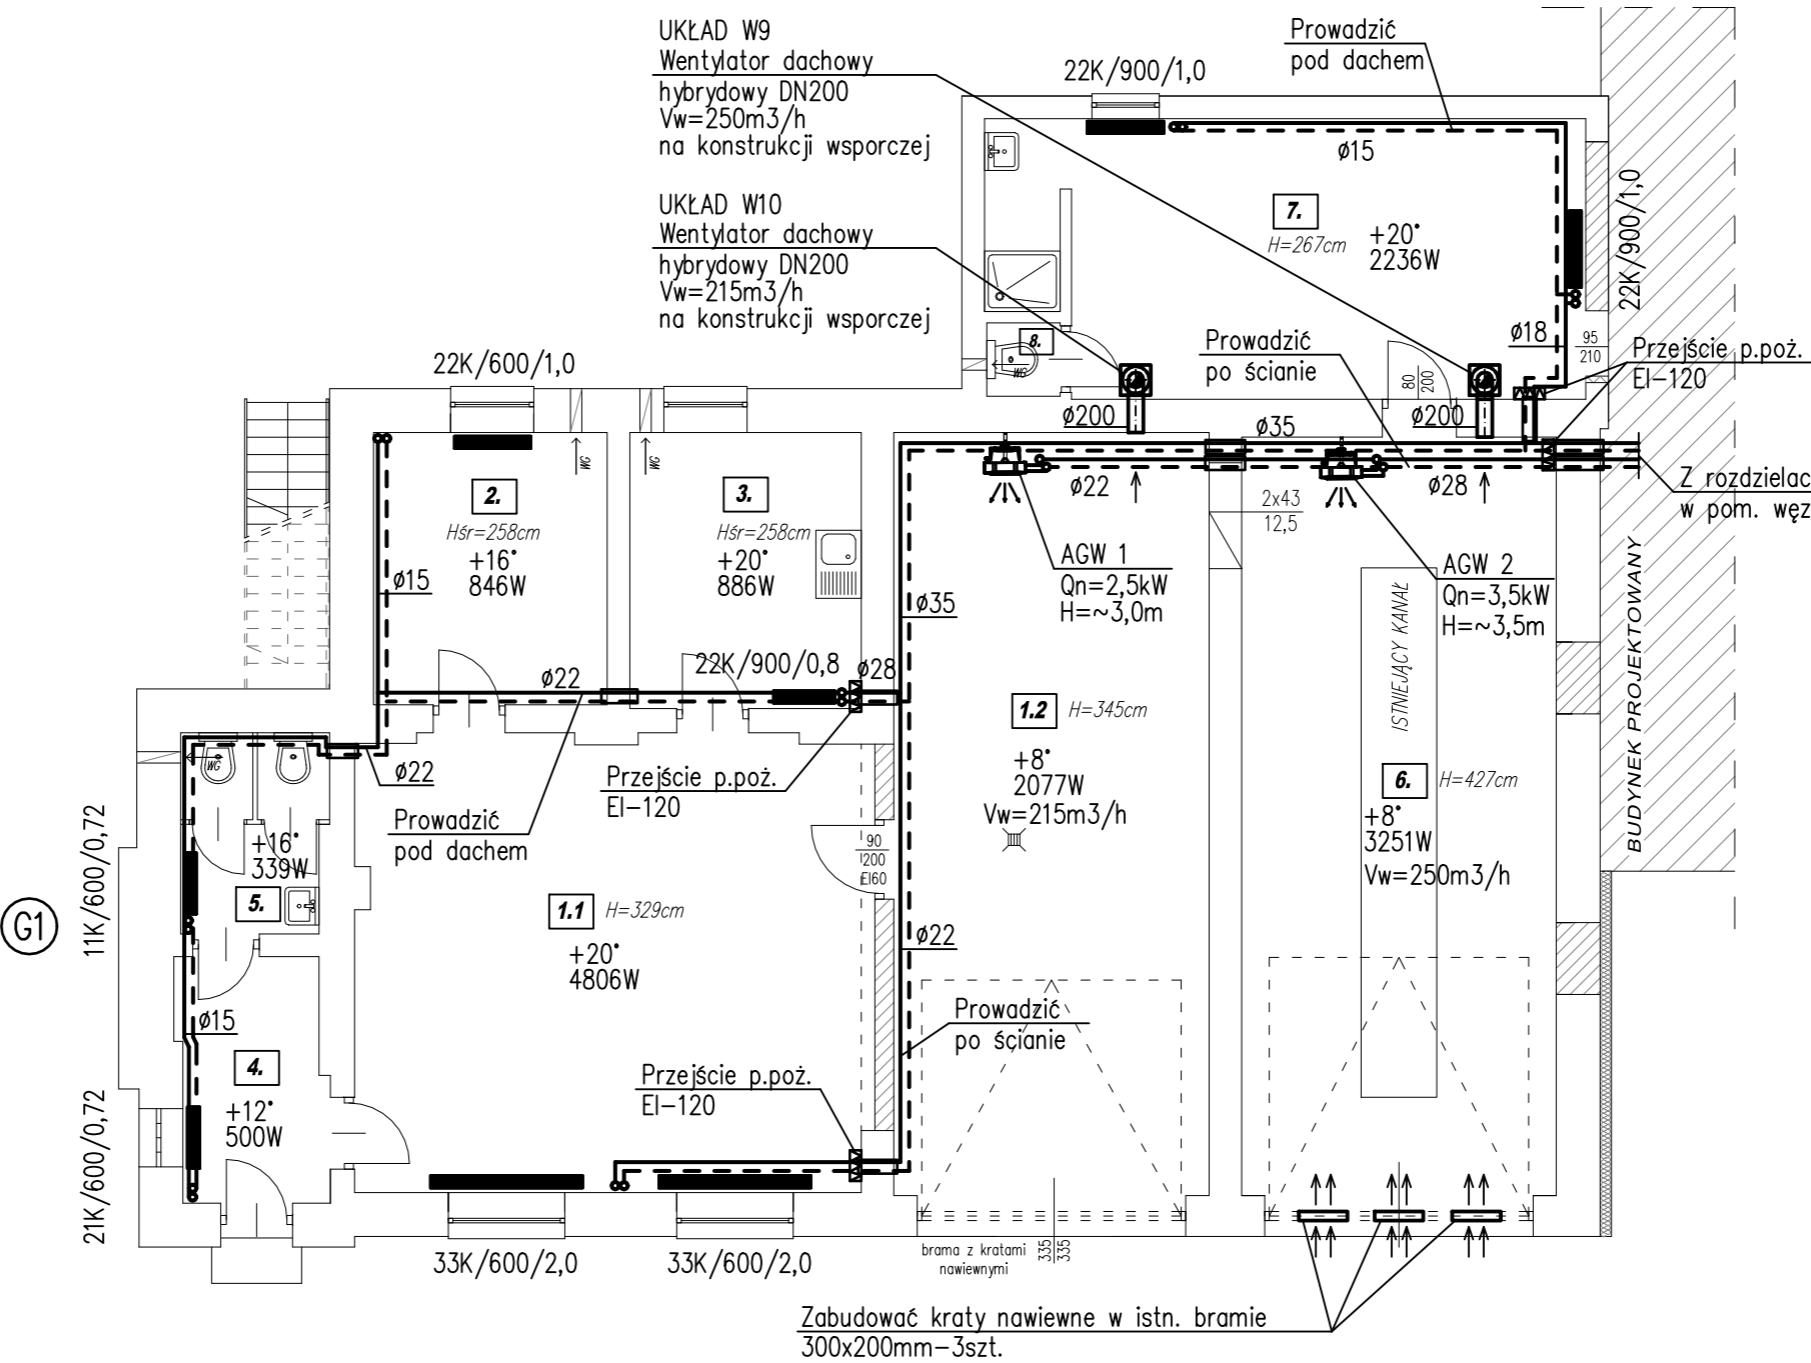 UKŁAD W9
Wentylator dachowy
hybrydowy DN200
Vw=250m3/h
na konstrukcji wsporczej
UKŁAD W10
Wentylator dachowy
hybrydowy DN200
Vw=215m3/h
na konstrukcji wsporczej
22K/900/1,0
Prowadzić
pod dachem
ø15
7.
H=267cm
+20°
2236W
22K/900/1,0
8.
WG
Prowadzić
po ścianie
ø18
95
210
80
200
Przejście p.poż.
EI-120
ø200
ø35
ø200
22K/600/1,0
WG
WG
2.
Hśr=258cm
+16°
846W
3.
Hśr=258cm
+20°
886W
ø15
ø22
22K/900/0,8
ø28
ø35
ø22
ø28
2x43
12,5
Z rozdzielac
w pom. węz
AGW 1
Qn=2,5kW
H=~3,0m
AGW 2
Qn=3,5kW
H=~3,5m
ISTNIEJĄCY KANAŁ
BUDYNEK PROJEKTOWANY
1.2
H=345cm
+8°
2077W
Vw=215m3/h
6.
H=427cm
+8°
3251W
Vw=250m3/h
WG
ø22
Prowadzić
pod dachem
Przejście p.poż.
EI-120
90
200
EI60
11K/600/0,72
+16°
339W
5.
G1
1.1
H=329cm
+20°
4806W
ø22
ø15
Prowadzić
po ścianie
4.
+12°
500W
21K/600/0,72
Przejście p.poż.
EI-120
33K/600/2,0
33K/600/2,0
brama z kratami
nawiewnymi
335
335
Zabudować kraty nawiewne w istn. bramie
300x200mm-3szt.